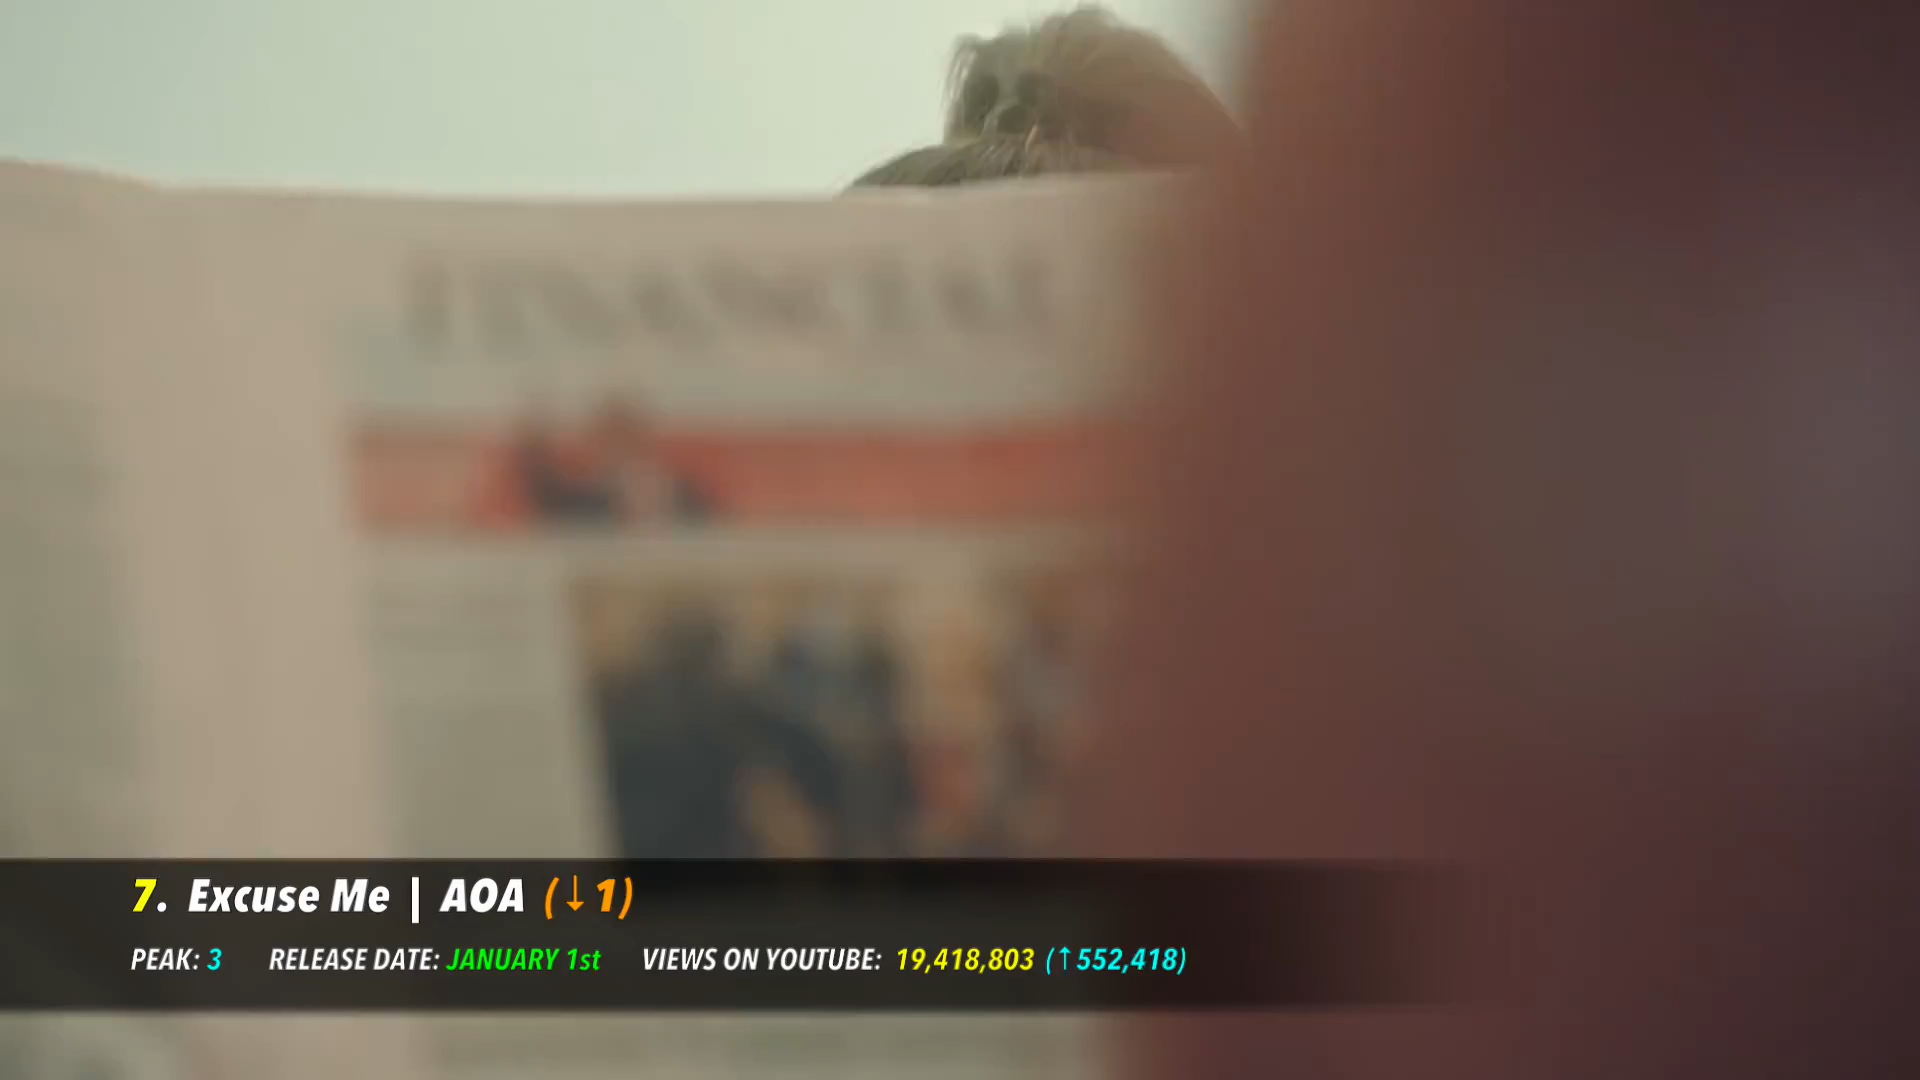 FINANCIAL
7. Excuse Me | AOA (↓1)
PEAK: 3 RELEASE DATE: JANUARY 1st VIEWS ON YOUTUBE: 19,418,803 (↑552,418)